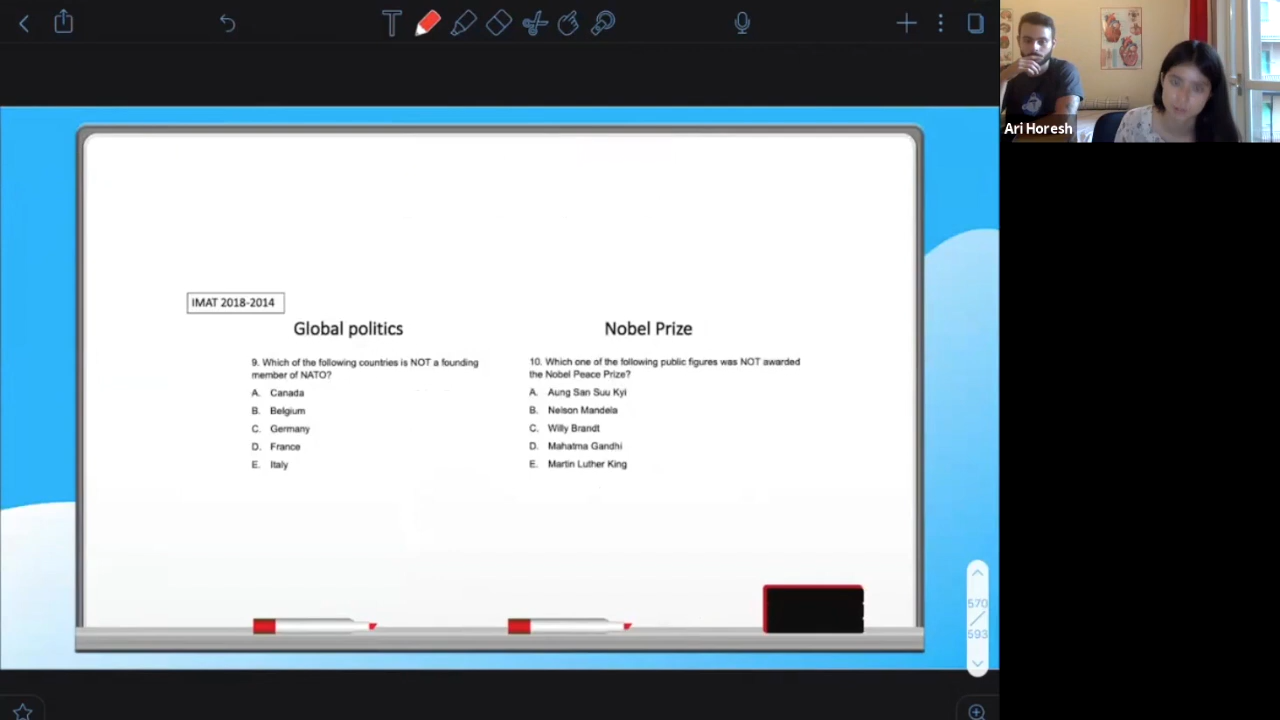 Ari Horesh
IMAT 2018-2014
Global politics
9. Which of the following countries is NOT a founding
member of NATO?
A. Canada
B. Belgium
C. Germany
D. France
E. Italy
Nobel Prize
10. Which one of the following public figures was NOT awarded
the Nobel Peace Prize?
A. Aung San Suu Kyi
B. Nelson Mandela
C. Willy Brandt
D. Mahatma Gandhi
E. Martin Luther King
570
593